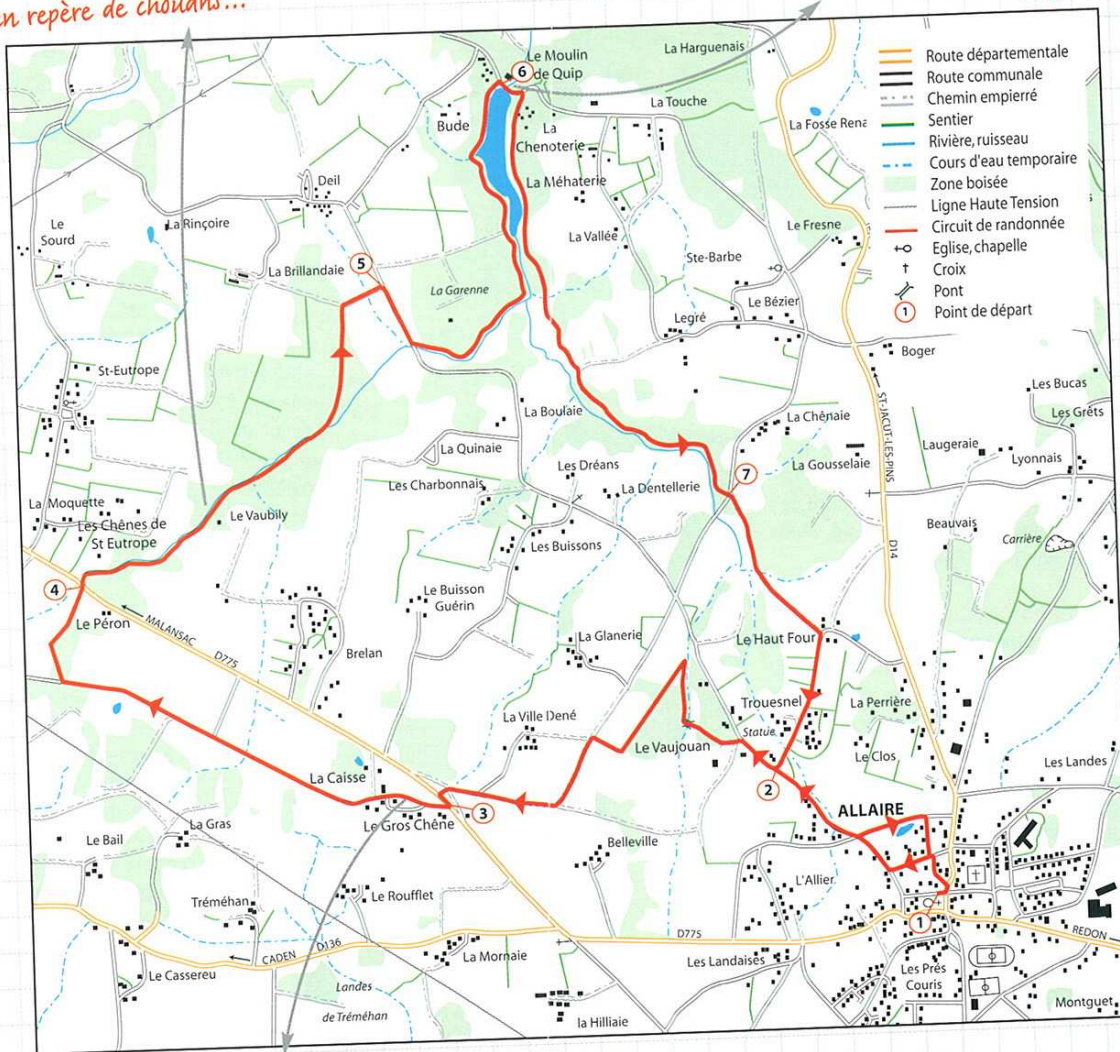 en repère de chouans...
Route départementale
Route communale
Chemin empierré
Sentier
Rivière, ruisseau
Cours d'eau temporaire
Zone boisée
Ligne Haute Tension
Circuit de randonnée
Eglise, chapelle
Croix
Pont
1 Point de départ
6
Le Moulin
de Quip
La Harguenais
La Touche
Bude
La
Chenoterie
La Fosse Rena
La Méhaterie
Deil
Le
Sourd
La Rinçoire
La Vallée
Le Fresne
Ste-Barbe
La Brillandaie
5
La Garenne
Le Bézier
Legré
Boger
St-Eutrope
ST-JACUT-LES-PINS
Les Bucas
Les Grêts
La Boulaie
La Chênaie
La Quinaie
Laugeraie
Lyonnais
Les Dréans
La Gousselaie
7
Les Charbonnais
La Dentellerie
La Moquette
Les Chênes de
St Eutrope
Le Vaubily
Les Buissons
Beauvais
Carrière
D14
4
Le Péron
MALANSAC
D775
Le Buisson
Guérin
Brelan
La Glanerie
Le Haut Four
Trouesnel
La Perrière
La Ville Dené
Statue
Le Vaujouan
Le Clos
Les Landes
La Caisse
2
ALLAIRE
Le Gros Chêne
3
Le Bail
La Gras
Belleville
L'Allier
Tréméhan
Le Roufflet
1
REDON
D775
CADEN
D136
La Mornaie
Les Landaises
Le Cassereu
Landes
de Tréméhan
Les Prés
Couris
la Hilliaie
Montguet